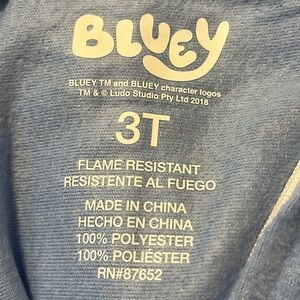 BLUEY
BLUEY TM and BLUEY character logos
TM & © Ludo Studio Pty Ltd 2018
3T
FLAME RESISTANT
RESISTENTE AL FUEGO
MADE IN CHINA
HECHO EN CHINA
100% POLYESTER
100% POLIÉSTER
RN#87652